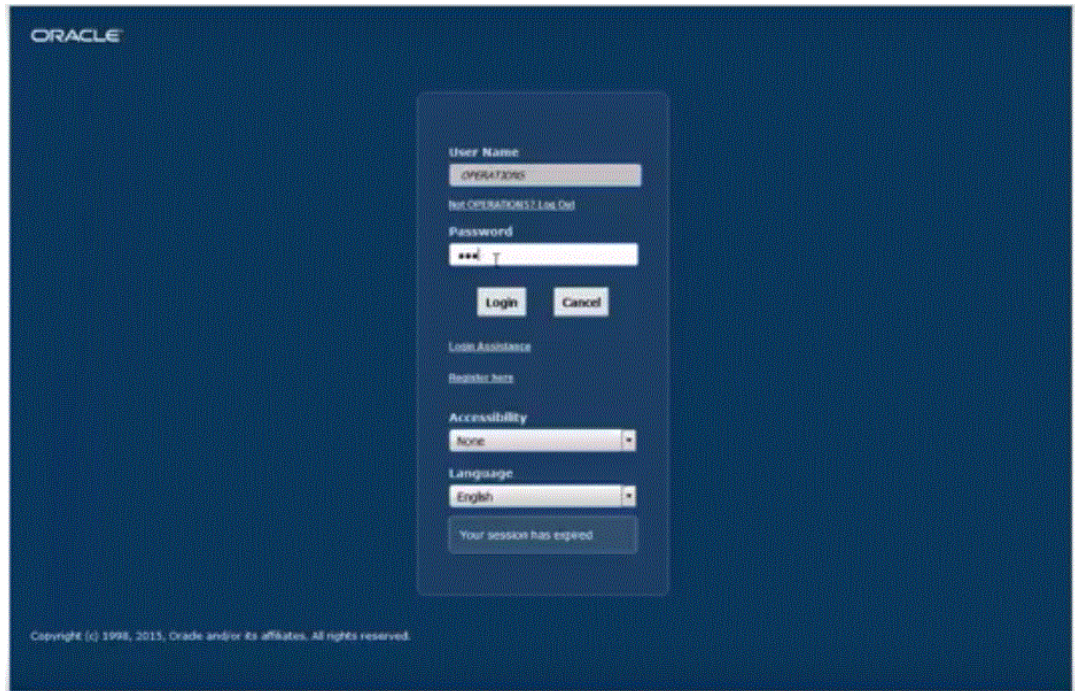 ORACLE
User Name
OPERATIONS
Not OPERATIONS? Log Out
Password
•••
Login Cancel
Login Assistance
Register here
Accessibility
None
Language
English
Your session has expired
Copyright (c) 1998, 2015, Oracle and/or its affiliates. All rights reserved.